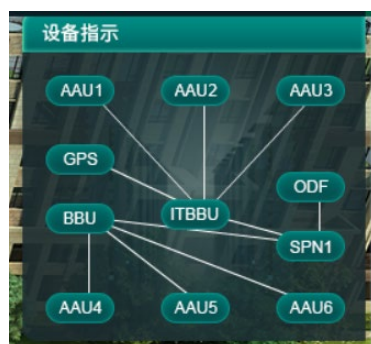 设备指示
AAU1 AAU2 AAU3
GPS
ODF
BBU ITBBU
SPN1
AAU4 AAU5 AAU6